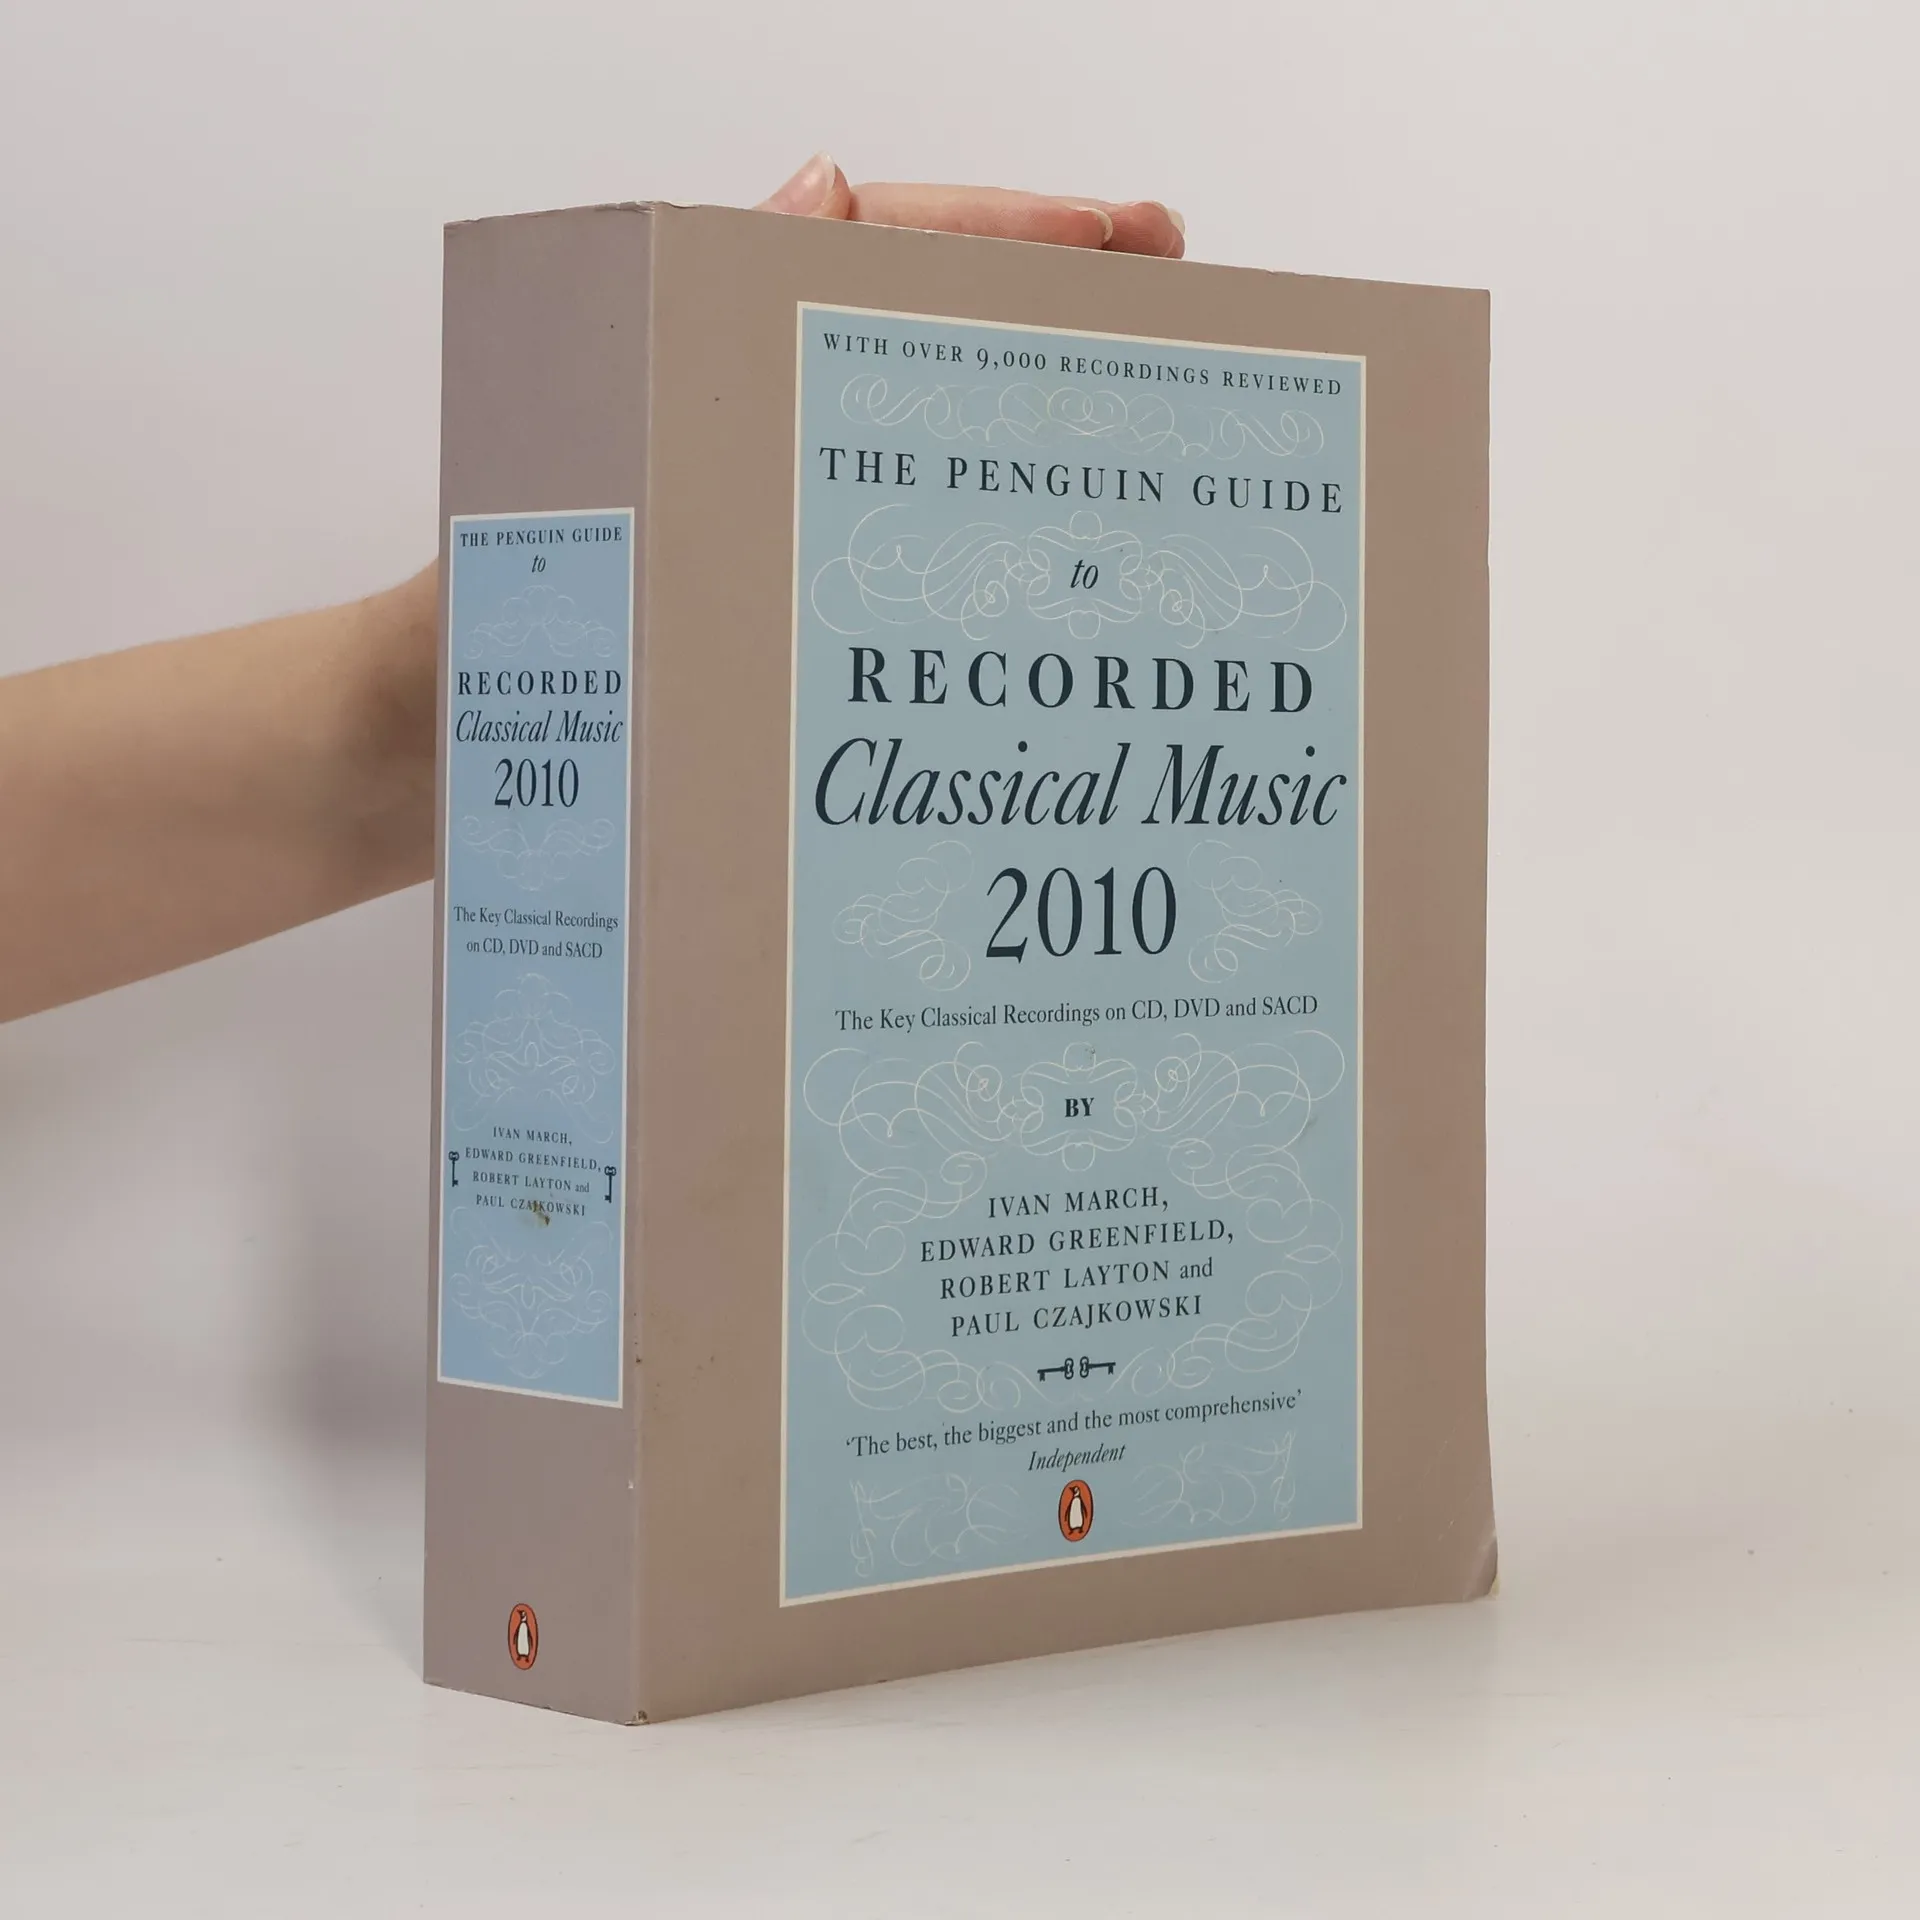 THE PENGUIN GUIDE
to
RECORDED
Classical Music
2010
The Key Classical Recordings
on CD, DVD and SACD
IVAN MARCH,
EDWARD GREENFIELD,
ROBERT LAYTON and
PAUL CZAJKOWSKI
WITH OVER 9,000 RECORDINGS REVIEWED
THE PENGUIN GUIDE
to
RECORDED
Classical Music
2010
The Key Classical Recordings on CD, DVD and SACD
BY
IVAN MARCH,
EDWARD GREENFIELD,
ROBERT LAYTON and
PAUL CZAJKOWSKI
‘The best, the biggest and the most comprehensive’
Independent